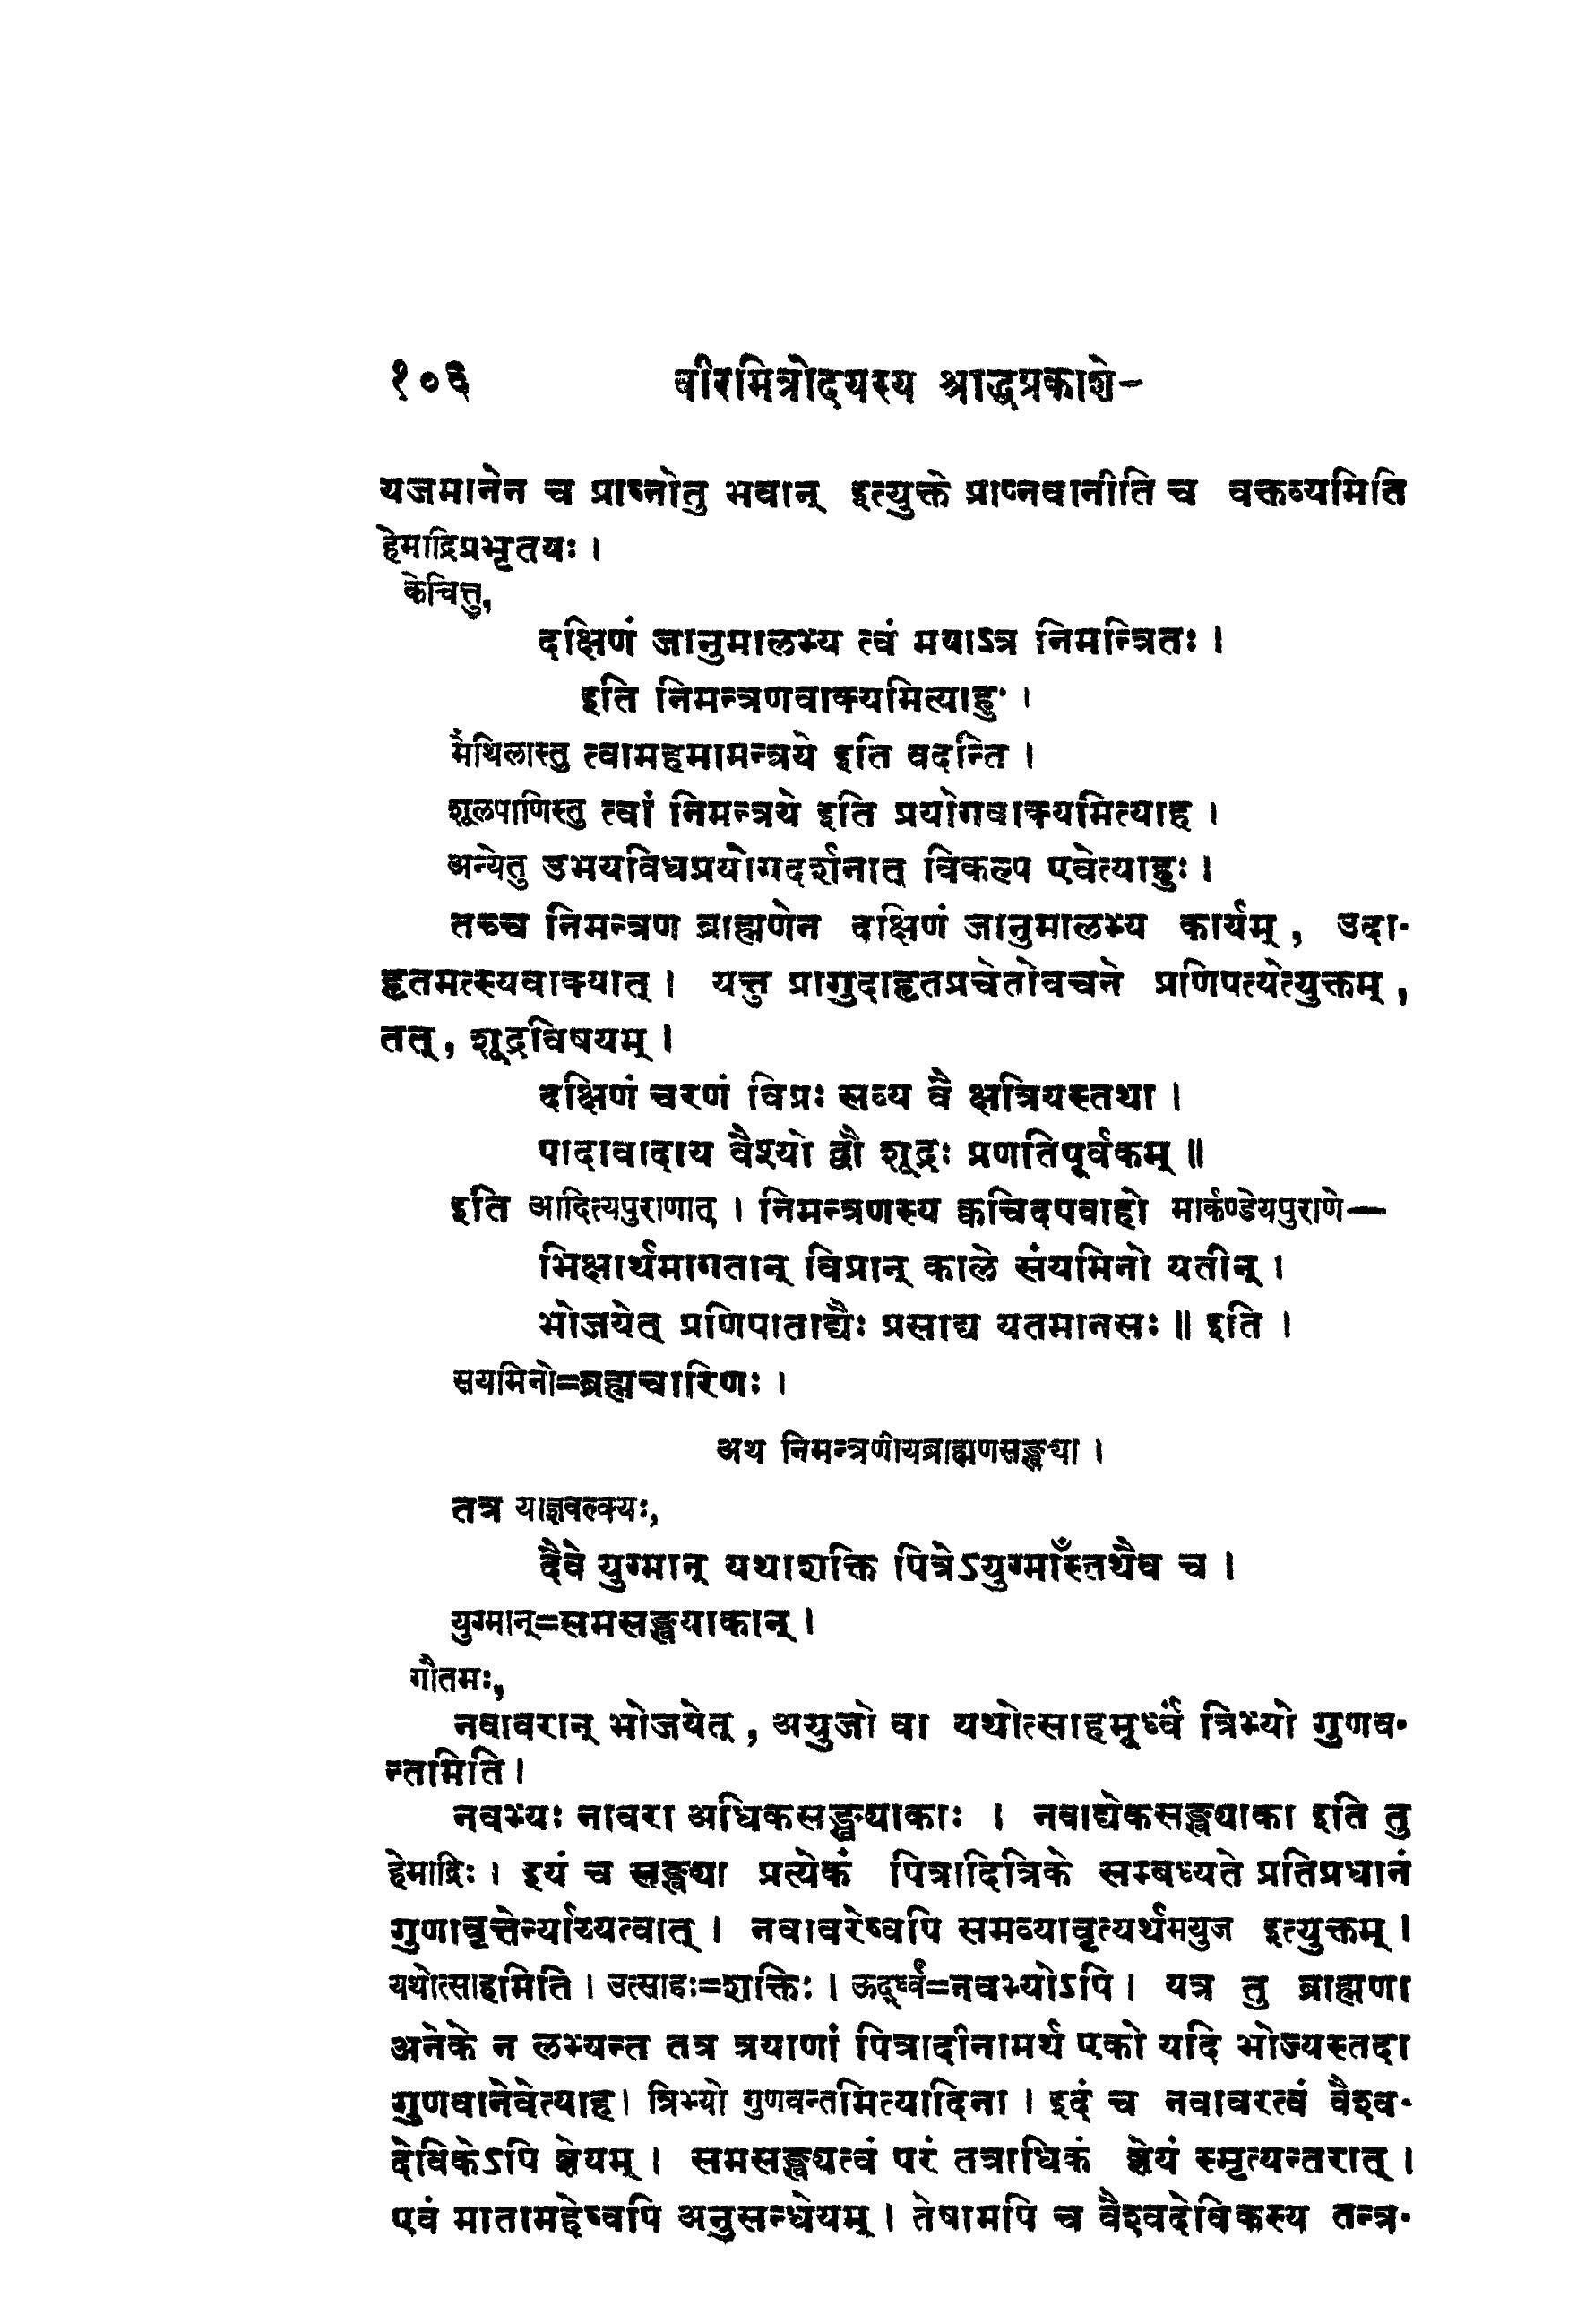 १०६ वीरमित्रोदयस्य श्राद्धप्रकाशे-
यजमानेन च प्राप्नोतु भवान् इत्युक्ते प्राप्नवानीति च वक्तव्यमिति
हेमाद्रिप्रभृतयः ।
केचित्तु,
दक्षिणं जानुमालभ्य त्वं मयाऽत्र निमन्त्रितः ।
इति निमन्त्रणवाक्यमित्याहुः ।
मैथिलास्तु त्वामहमामन्त्रये इति वदन्ति ।
शूलपाणिस्तु त्वां निमन्त्रये इति प्रयोगवाक्यमित्याह ।
अन्येतु उभयविधप्रयोगदर्शनात् विकल्प एवेत्याहुः ।
तच्च निमन्त्रण ब्राह्मणेन दक्षिणं जानुमालभ्य कार्यम् , उदा-
हृतमत्स्यवाक्यात् । यत्तु प्रागुदाहृतप्रचेतोवचने प्रणिपत्येत्युक्तम् ,
तत् , शूद्रविषयम् ।
दक्षिणं चरणं विप्रः सव्य वै क्षत्रियस्तथा ।
पादावादाय वैश्यो द्वौ शूद्रः प्रणतिपूर्वकम् ॥
इति आदित्यपुराणात् । निमन्त्रणस्य क्वचिदपवाहो मार्कण्डेयपुराणे—
भिक्षार्थमागतान् विप्रान् काले संयमिनो यतीन् ।
भोजयेत् प्रणिपाताद्यैः प्रसाद्य यतमानसः ॥ इति ।
सयमिनो=ब्रह्मचारिणः ।
अथ निमन्त्रणीयब्राह्मणसङ्ख्या ।
तत्र याज्ञवल्क्यः,
दैवे युग्मान् यथाशक्ति पित्रेऽयुग्माँस्तथैव च ।
युग्मान्=समसङ्ख्याकान् ।
गौतमः,
नवावरान् भोजयेत् , अयुजो वा यथोत्साहमूर्ध्वं त्रिभ्यो गुणव-
न्तमिति ।
नवभ्यः नावरा अधिकसङ्ख्याकाः । नवाद्येकसङ्ख्याका इति तु
हेमाद्रिः । इयं च सङ्ख्या प्रत्येकं पित्रादित्रिके सम्बध्यते प्रतिप्रधानं
गुणावृत्तेर्न्याय्यत्वात् । नवावरेष्वपि समव्यावृत्यर्थमयुज इत्युक्तम् ।
यथोत्साहमिति । उत्साहः=शक्तिः । ऊर्द्ध्वं=नवभ्योऽपि । यत्र तु ब्राह्मणा
अनेके न लभ्यन्त तत्र त्रयाणां पित्रादीनामर्थ एको यदि भोज्यस्तदा
गुणवानेवेत्याह । त्रिभ्यो गुणवन्तमित्यादिना । इदं च नवावरत्वं वैश्व-
देविकेऽपि ज्ञेयम् । समसङ्ख्यत्वं परं तत्राधिकं ज्ञेयं स्मृत्यन्तरात् ।
एवं मातामहेष्वपि अनुसन्धेयम् । तेषामपि च वैश्वदेविकस्य तन्त्र-